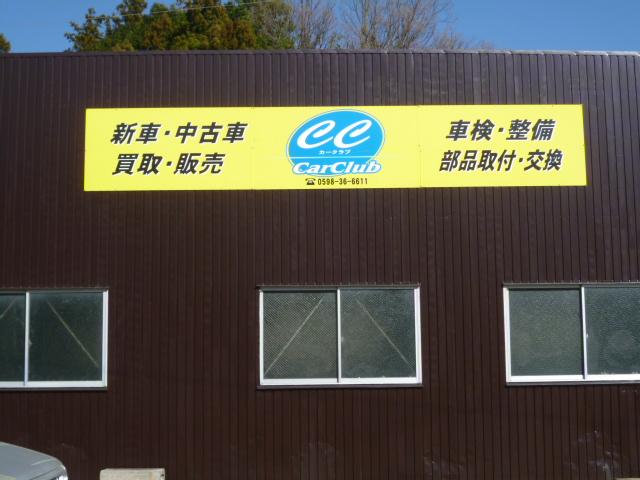 新車・中古車
買取・販売
CC
カークラブ
CarClub
☎0598-36-6611
車検・整備
部品取付・交換